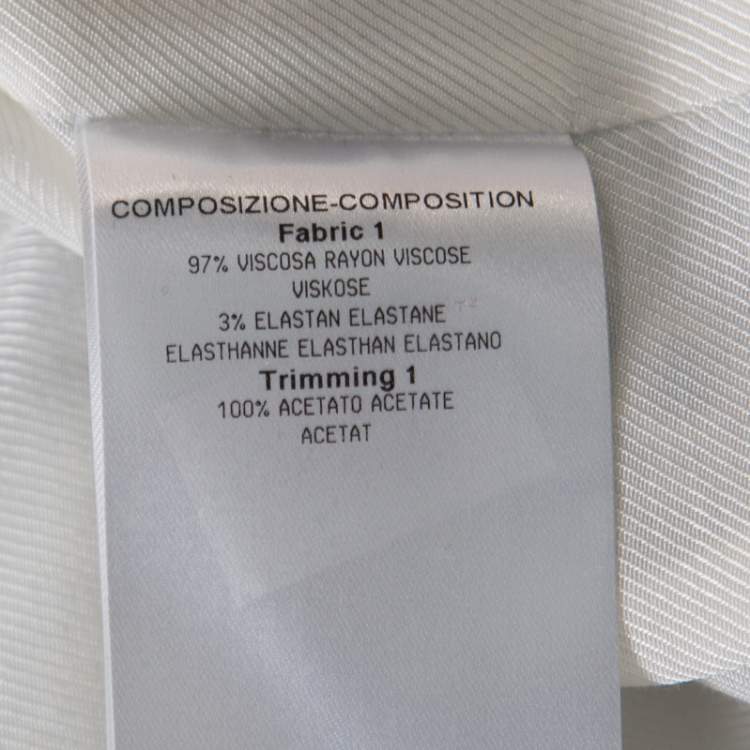 COMPOSIZIONE-COMPOSITION
Fabric 1
97% VISCOSA RAYON VISCOSE
VISKOSE
3% ELASTAN ELASTANE
ELASTHANNE ELASTHAN ELASTANO
Trimming 1
100% ACETATO ACETATE
ACETAT